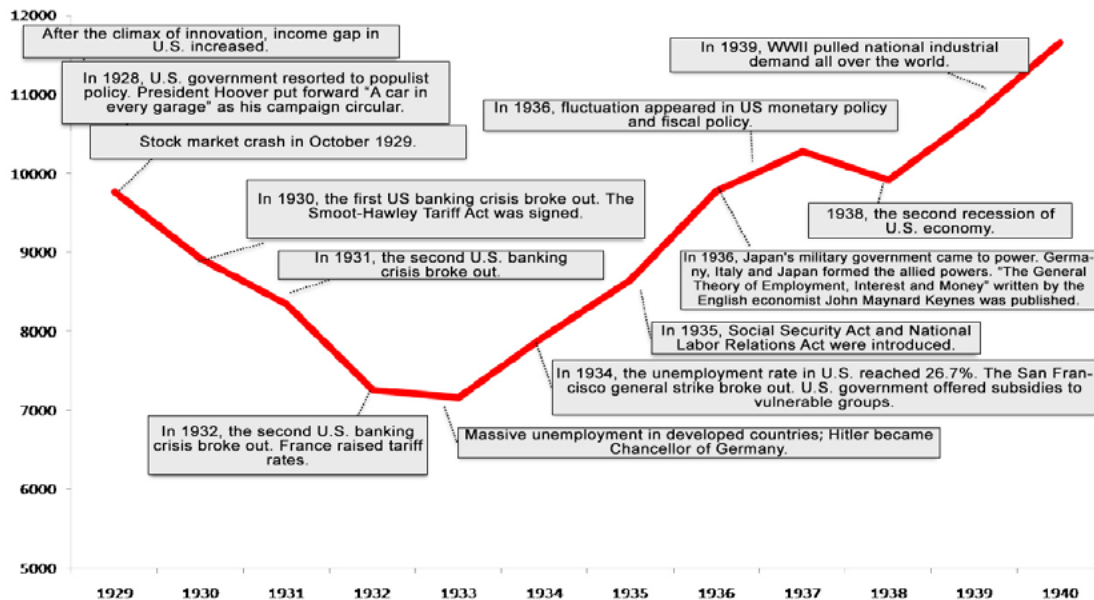 12000
After the climax of innovation, income gap in
U.S. increased.
In 1928, U.S. government resorted to populist
policy. President Hoover put forward “A car in
every garage” as his campaign circular.
Stock market crash in October 1929.
In 1930, the first US banking crisis broke out. The
Smoot-Hawley Tariff Act was signed.
In 1931, the second U.S. banking
crisis broke out.
In 1932, the second U.S. banking
crisis broke out. France raised tariff
rates.
Massive unemployment in developed countries; Hitler became
Chancellor of Germany.
In 1934, the unemployment rate in U.S. reached 26.7%. The San Fran-
cisco general strike broke out. U.S. government offered subsidies to
vulnerable groups.
In 1935, Social Security Act and National
Labor Relations Act were introduced.
In 1936, Japan's military government came to power. Germa-
ny, Italy and Japan formed the allied powers. “The General
Theory of Employment, Interest and Money” written by the
English economist John Maynard Keynes was published.
In 1936, fluctuation appeared in US monetary policy
and fiscal policy.
1938, the second recession of
U.S. economy.
In 1939, WWII pulled national industrial
demand all over the world.
11000
10000
9000
8000
7000
6000
5000
1929 1930 1931 1932 1933 1934 1935 1936 1937 1938 1939 1940